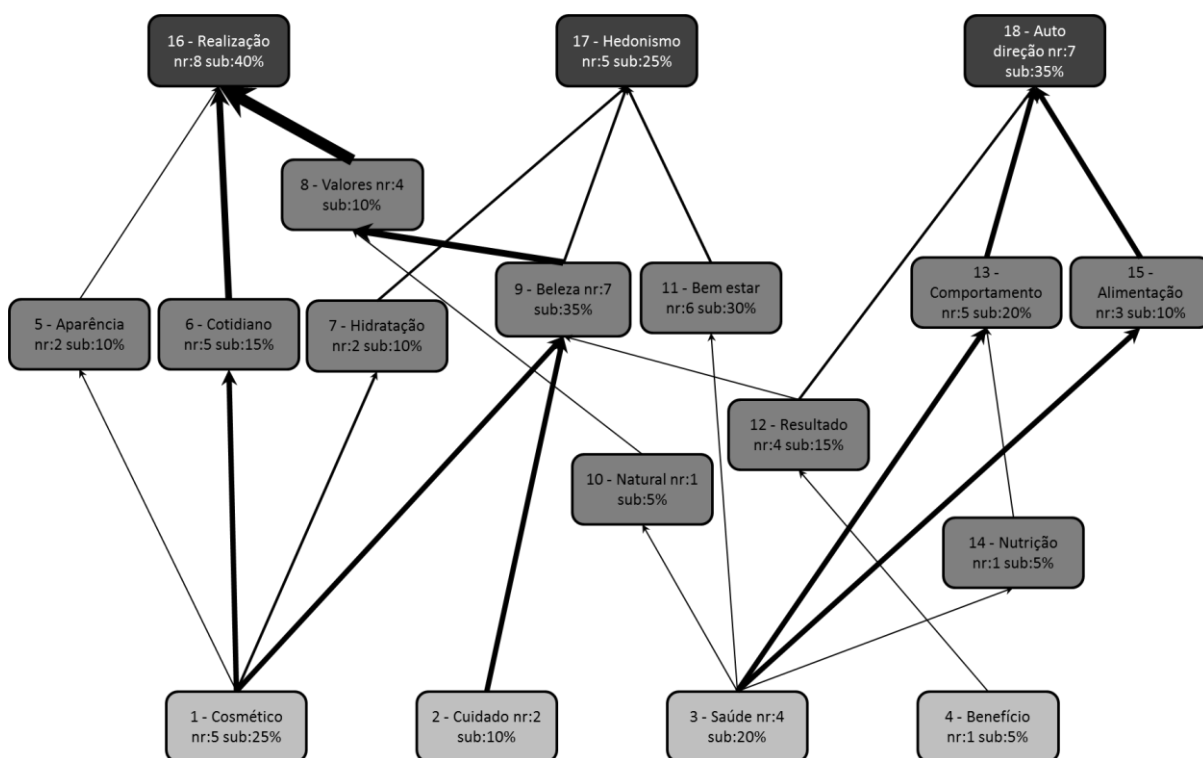 16 - Realização
nr:8 sub:40%
17 - Hedonismo
nr:5 sub:25%
18 - Auto
direção nr:7
sub:35%
8 - Valores nr:4
sub:10%
5 - Aparência
nr:2 sub:10%
6 - Cotidiano
nr:5 sub:15%
7 - Hidratação
nr:2 sub:10%
9 - Beleza nr:7
sub:35%
11 - Bem estar
nr:6 sub:30%
13 -
Comportamento
nr:5 sub:20%
15 -
Alimentação
nr:3 sub:10%
12 - Resultado
nr:4 sub:15%
10 - Natural nr:1
sub:5%
14 - Nutrição
nr:1 sub:5%
1 - Cosmético
nr:5 sub:25%
2 - Cuidado nr:2
sub:10%
3 - Saúde nr:4
sub:20%
4 - Benefício
nr:1 sub:5%